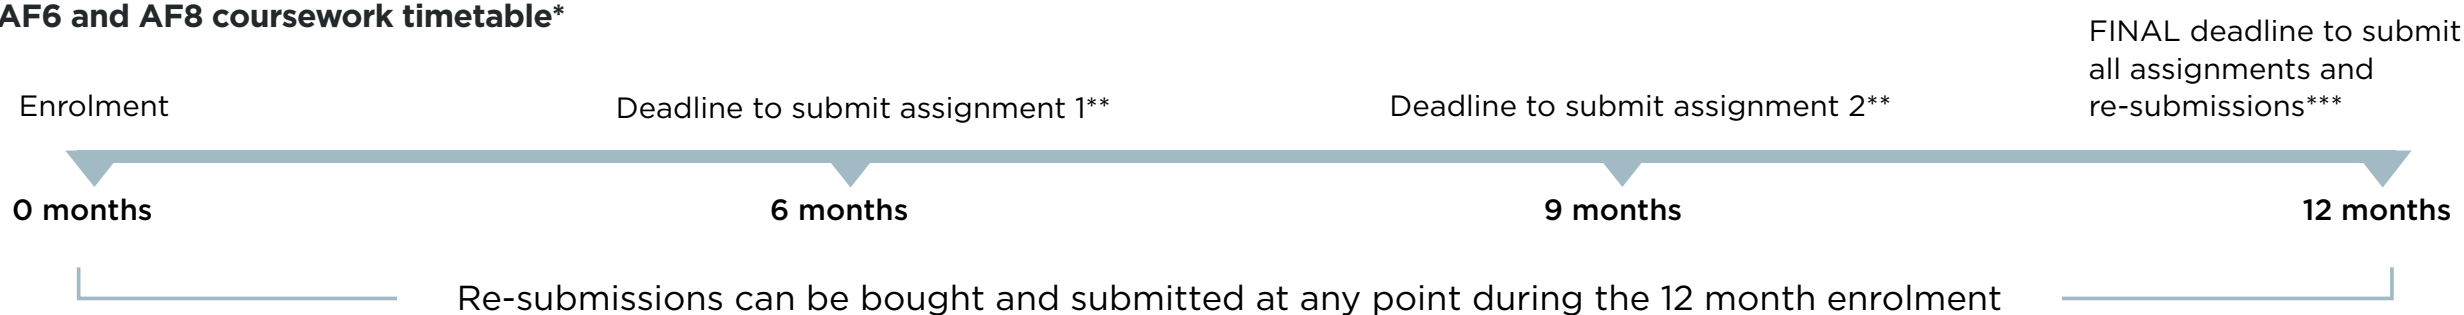 AF6 and AF8 coursework timetable*
Enrolment
Deadline to submit assignment 1**
Deadline to submit assignment 2**
FINAL deadline to submit
all assignments and
re-submissions***
0 months
6 months
9 months
12 months
Re-submissions can be bought and submitted at any point during the 12 month enrolment